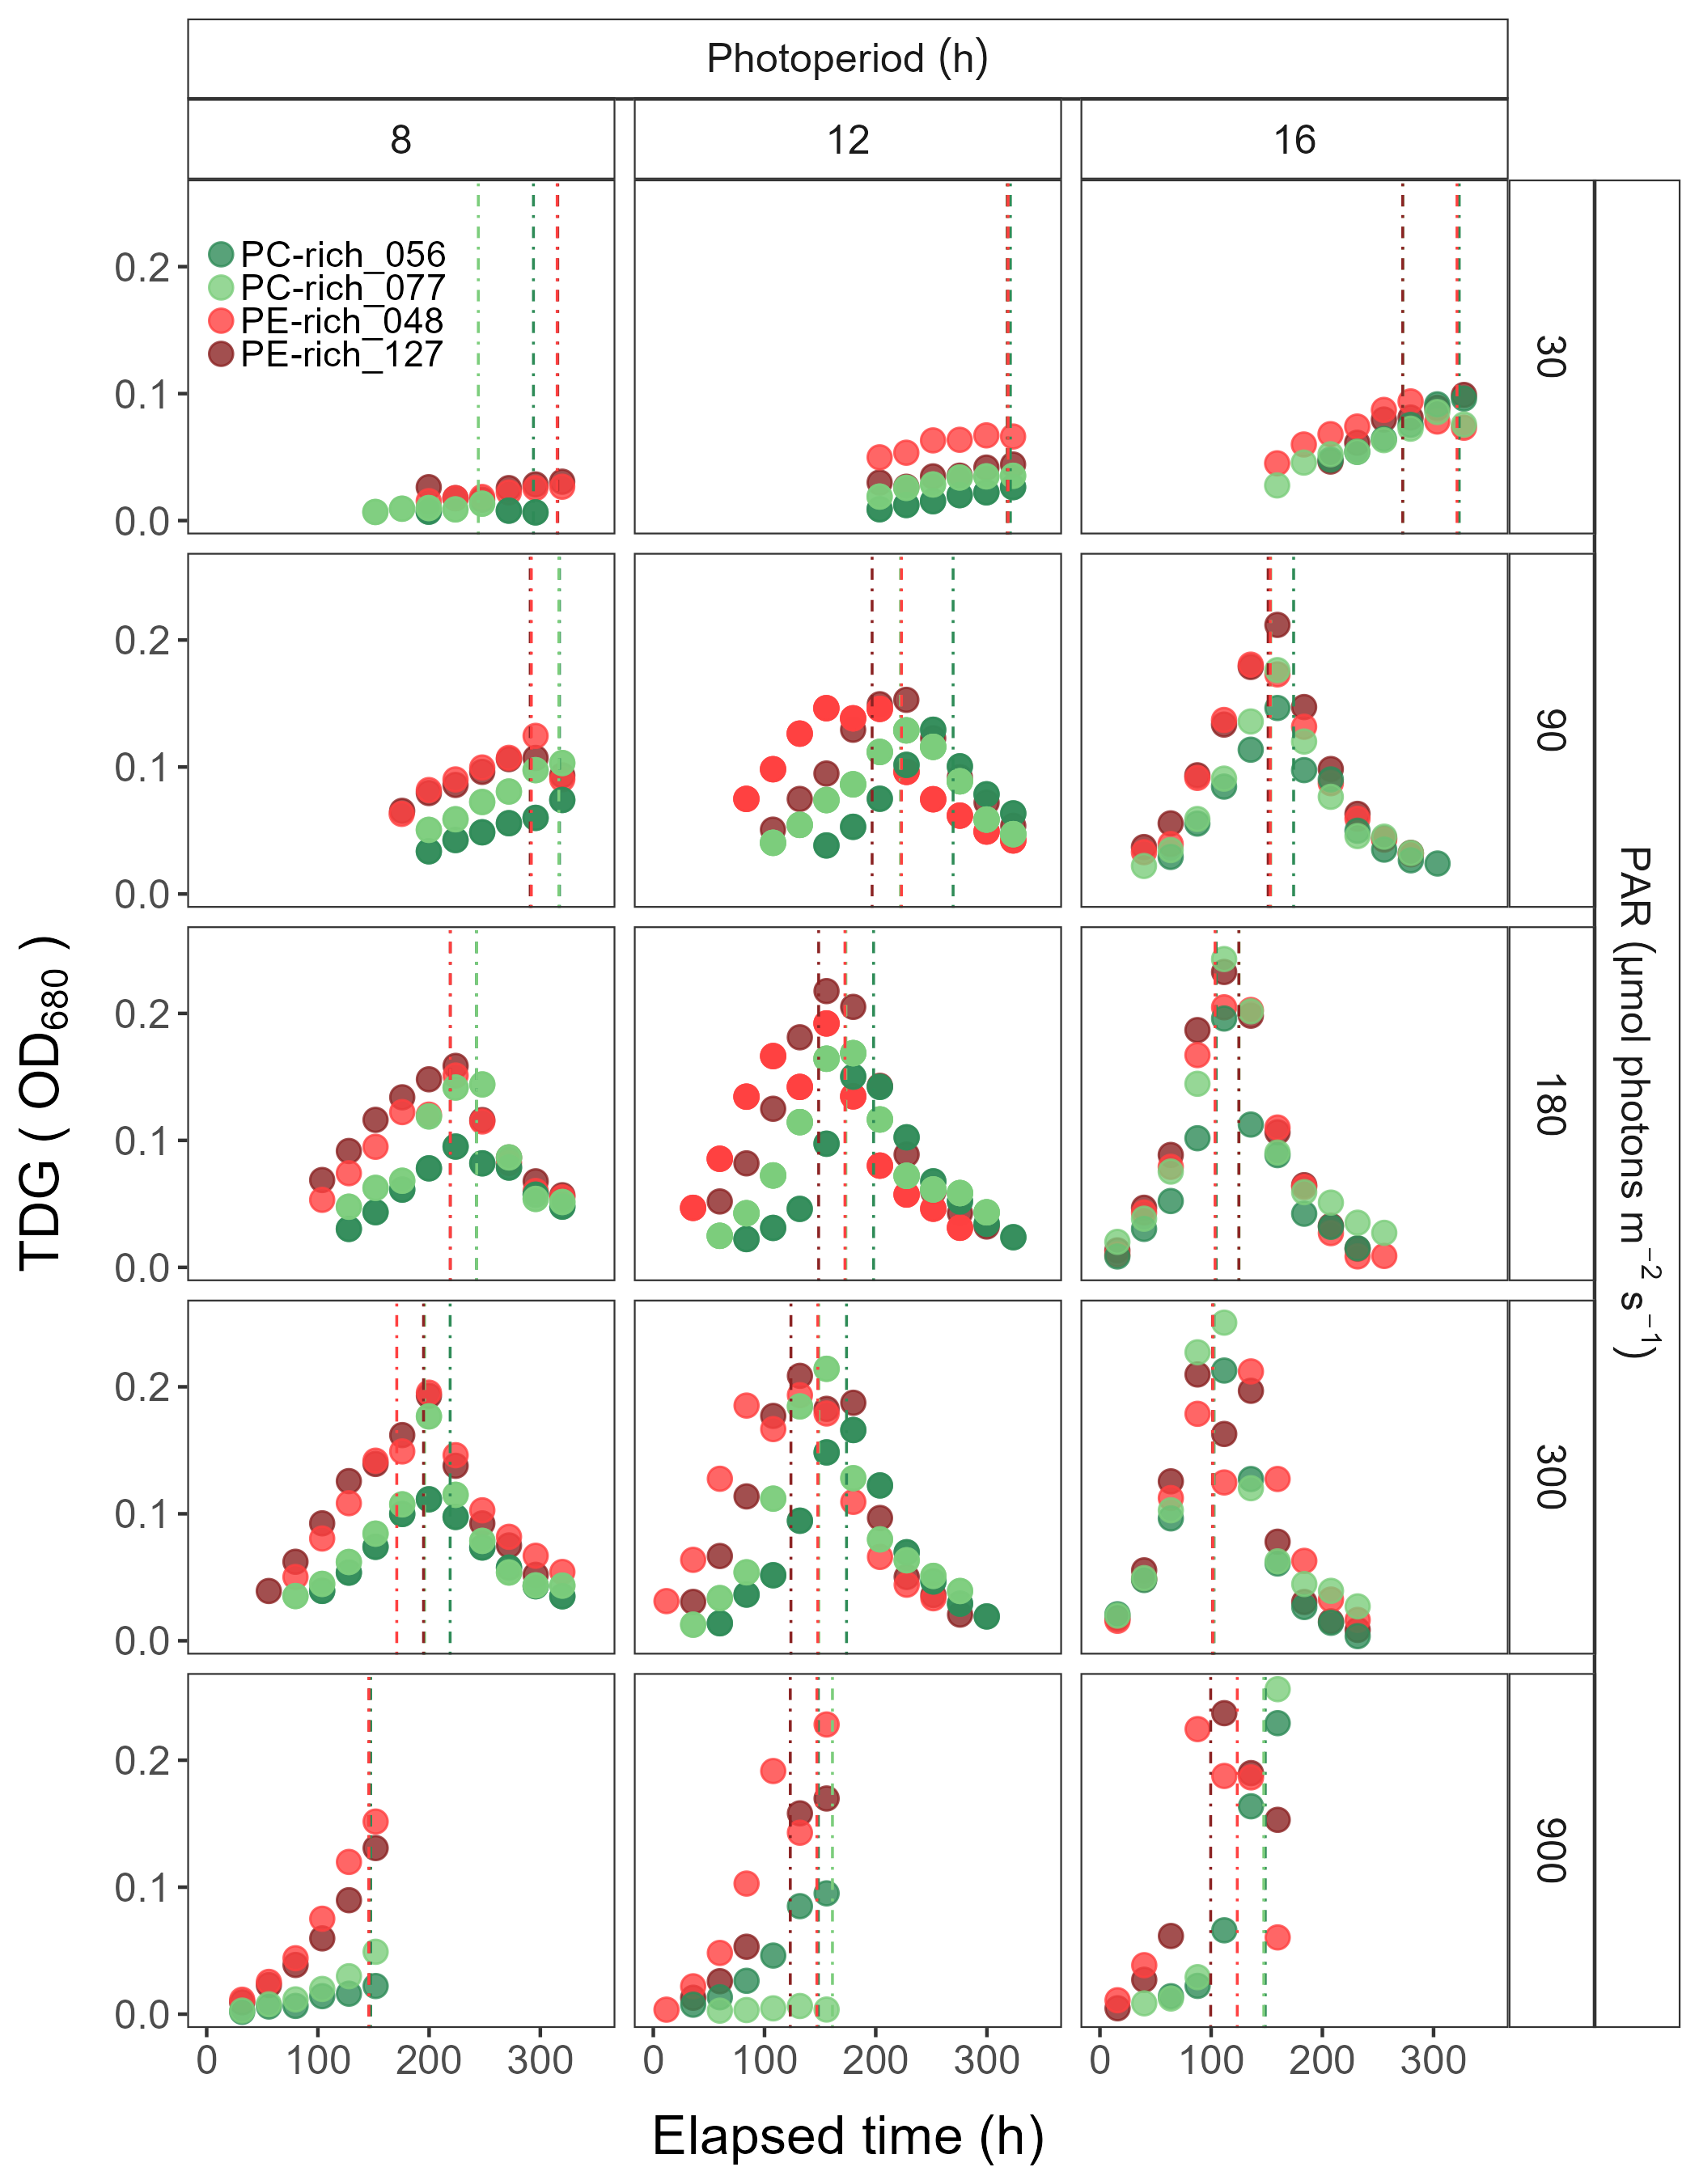 Photoperiod (h)
8 12 16
PC-rich_056
PC-rich_077
PE-rich_048
PE-rich_127
0.2
0.1
0.0
30
0.2
0.1
0.0
90
0.2
0.1
0.0
180
0.2
0.1
0.0
300
0.2
0.1
0.0
900
TDG ( OD680 )
PAR (μmol photons m−2 s−1)
0 100 200 300 0 100 200 300 0 100 200 300
Elapsed time (h)